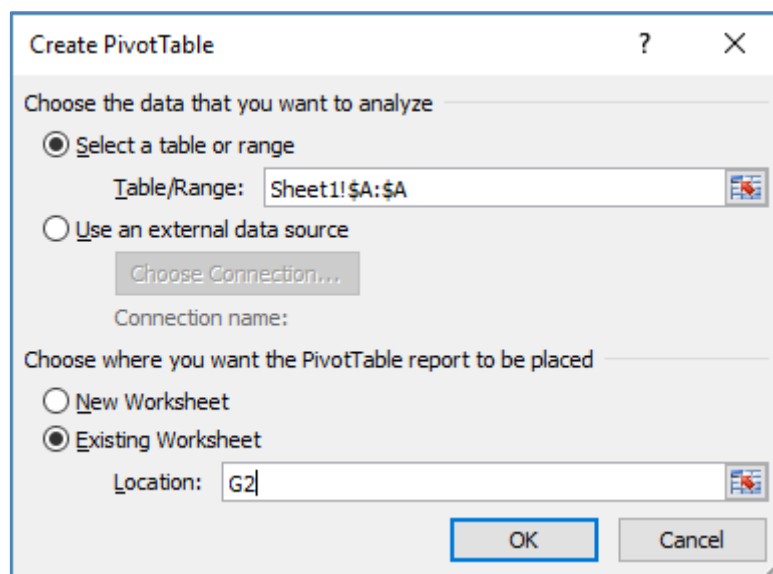 Create PivotTable ?
Choose the data that you want to analyze
Select a table or range
Table/Range: Sheet1!$A:$A
Use an external data source
Choose Connection...
Connection name:
Choose where you want the PivotTable report to be placed
New Worksheet
Existing Worksheet
Location: G2
OK Cancel